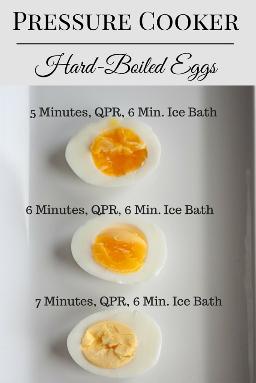 PRESSURE COOKER
Hard-Boiled Eggs
5 Minutes, QPR, 6 Min. Ice Bath
6 Minutes, QPR, 6 Min. Ice Bath
7 Minutes, QPR, 6 Min. Ice Bath